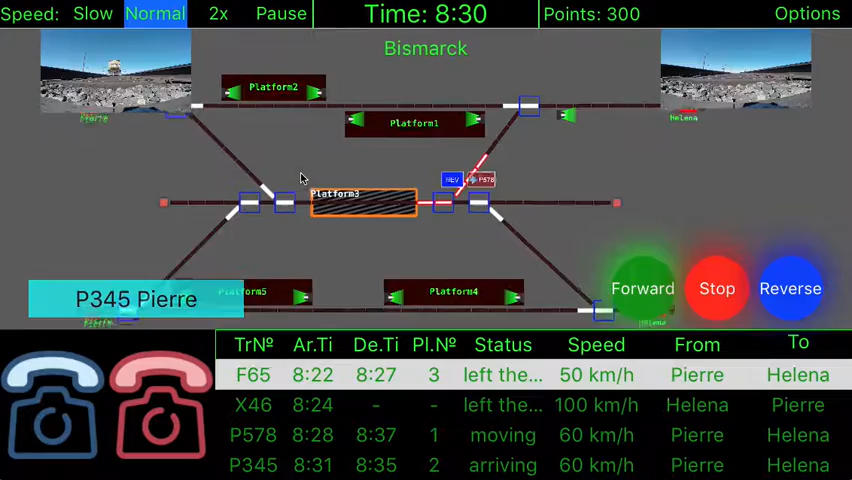 Speed: Slow Normal 2x Pause Time: 8:30 Points: 300 Options
Bismarck
Platform2
Platform1
Helena
REV P578
Platform3
Forward Stop Reverse
P345 Pierre
Platform5 Platform4
TrNº Ar.Ti De.Ti Pl.Nº Status Speed From To
F65 8:22 8:27 3 left the... 50 km/h Pierre Helena
X46 8:24 - - left the... 100 km/h Helena Pierre
P578 8:28 8:37 1 moving 60 km/h Pierre Helena
P345 8:31 8:35 2 arriving 60 km/h Pierre Helena